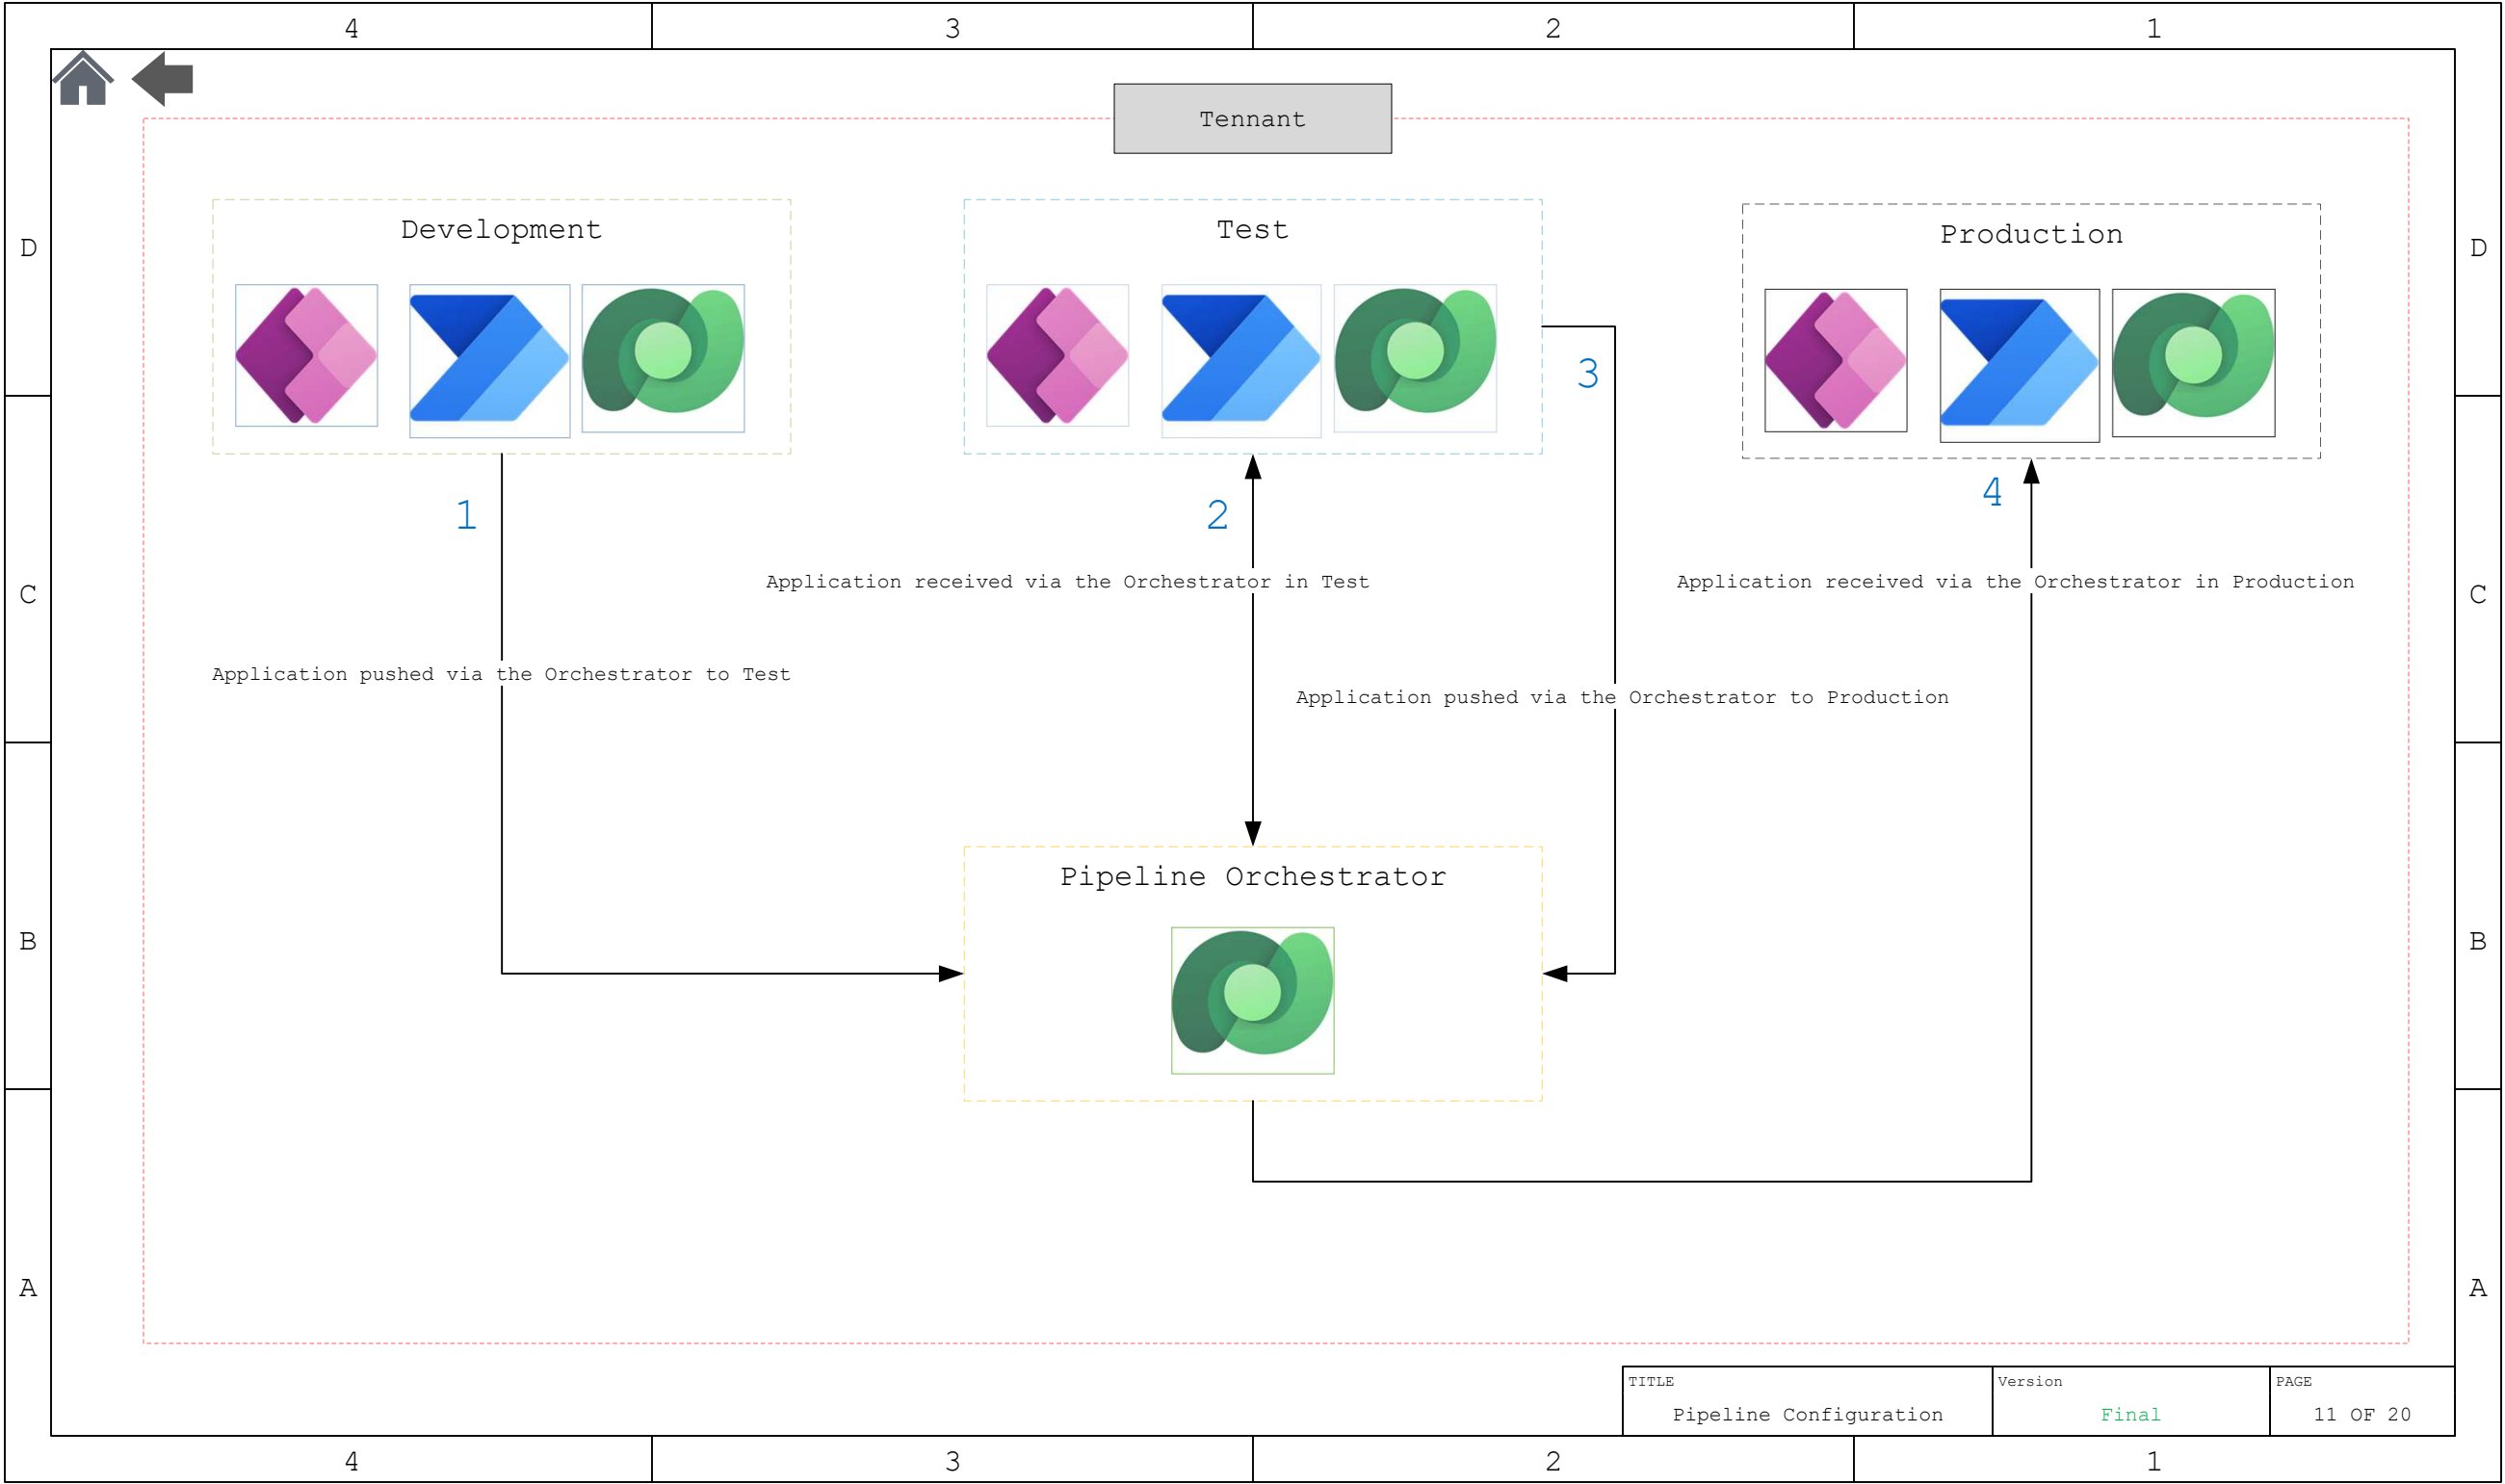 4 3 2 1
Tennant
Development
Test
Production
D
D
3
4
1
2
Application received via the Orchestrator in Test
Application received via the Orchestrator in Production
C
C
Application pushed via the Orchestrator to Test
Application pushed via the Orchestrator to Production
Pipeline Orchestrator
B
B
A
A
TITLE
Pipeline Configuration
Version
Final
PAGE
11 OF 20
4 3 2 1